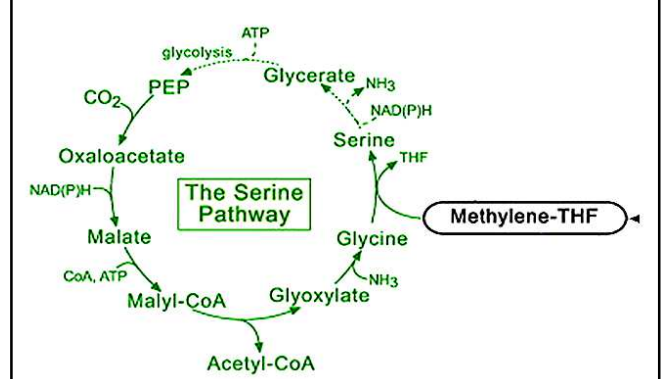 ATP
glycolysis
Glycerate
PEP
NH₃
CO₂
NAD(P)H
Serine
Oxaloacetate
THF
NAD(P)H
The Serine
Pathway
Methylene-THF
Malate
Glycine
CoA, ATP
NH₃
Malyl-CoA
Glyoxylate
Acetyl-CoA